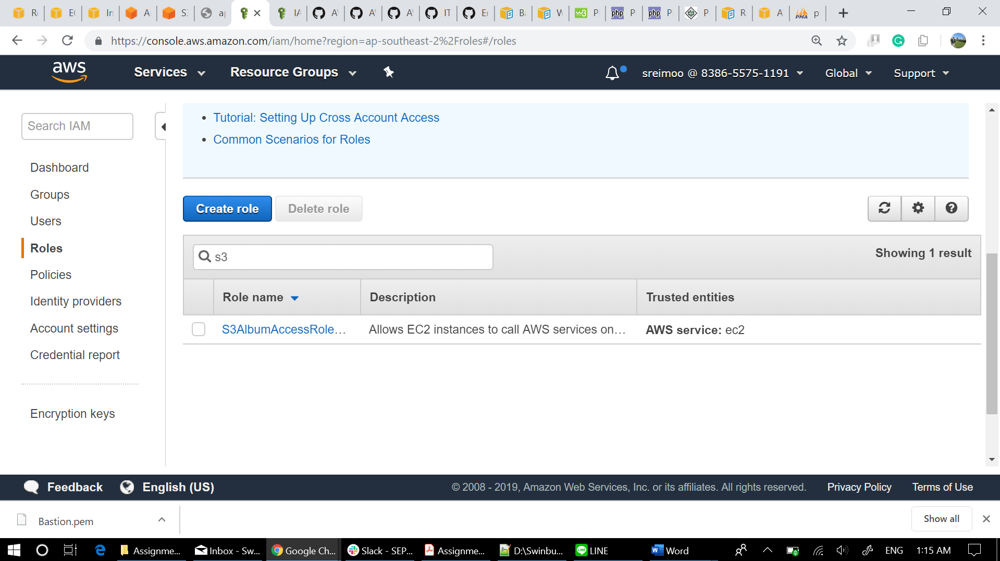 https://console.aws.amazon.com/iam/home?region=ap-southeast-2%2Froles#/roles
aws
Services
Resource Groups
sreimoo @ 8386-5575-1191
Global
Support
Search IAM
Dashboard
Groups
Users
Roles
Policies
Identity providers
Account settings
Credential report
Encryption keys
Tutorial: Setting Up Cross Account Access
Common Scenarios for Roles
Create role
Delete role
s3
Showing 1 result
Role name
Description
Trusted entities
S3AlbumAccessRole…
Allows EC2 instances to call AWS services on…
AWS service: ec2
Feedback
English (US)
© 2008 - 2019, Amazon Web Services, Inc. or its affiliates. All rights reserved.
Privacy Policy
Terms of Use
Bastion.pem
Show all
Assignme...
Inbox - Sw...
Google Ch...
Slack - SEP...
Assignme...
D:\Swinbu...
LINE
Word
ENG
1:15 AM